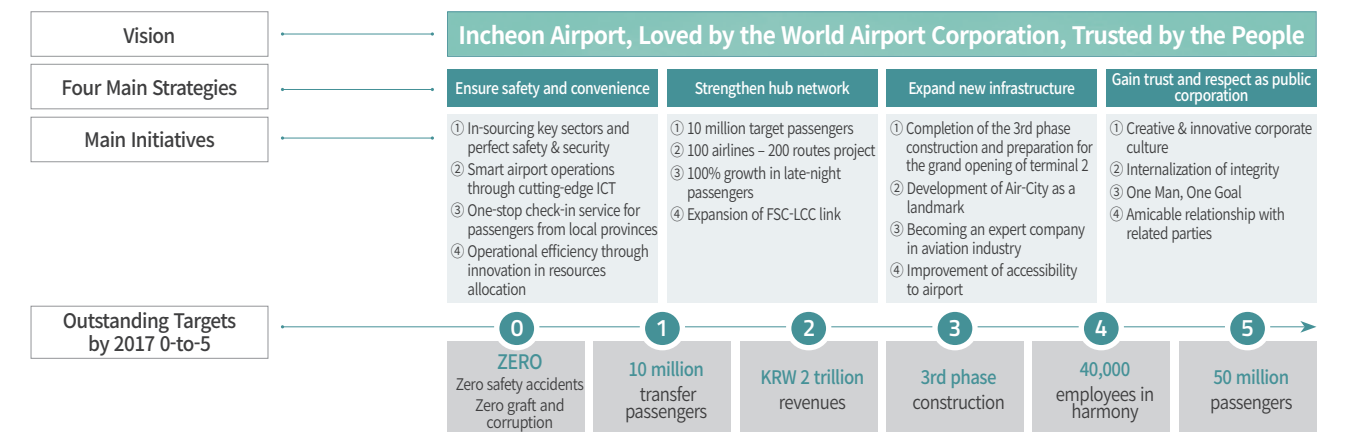 Vision
Incheon Airport, Loved by the World Airport Corporation, Trusted by the People
Four Main Strategies
Ensure safety and convenience
Strengthen hub network
Expand new infrastructure
Gain trust and respect as public
corporation
Main Initiatives
① In-sourcing key sectors and
perfect safety & security
② Smart airport operations
through cutting-edge ICT
③ One-stop check-in service for
passengers from local provinces
④ Operational efficiency through
innovation in resources
allocation
① 10 million target passengers
② 100 airlines – 200 routes project
③ 100% growth in late-night
passengers
④ Expansion of FSC-LCC link
① Completion of the 3rd phase
construction and preparation for
the grand opening of terminal 2
② Development of Air-City as a
landmark
③ Becoming an expert company
in aviation industry
④ Improvement of accessibility
to airport
① Creative & innovative corporate
culture
② Internalization of integrity
③ One Man, One Goal
④ Amicable relationship with
related parties
Outstanding Targets
by 2017 0-to-5
0
ZERO
Zero safety accidents
Zero graft and
corruption
1
10 million
transfer
passengers
2
KRW 2 trillion
revenues
3
3rd phase
construction
4
40,000
employees in
harmony
5
50 million
passengers